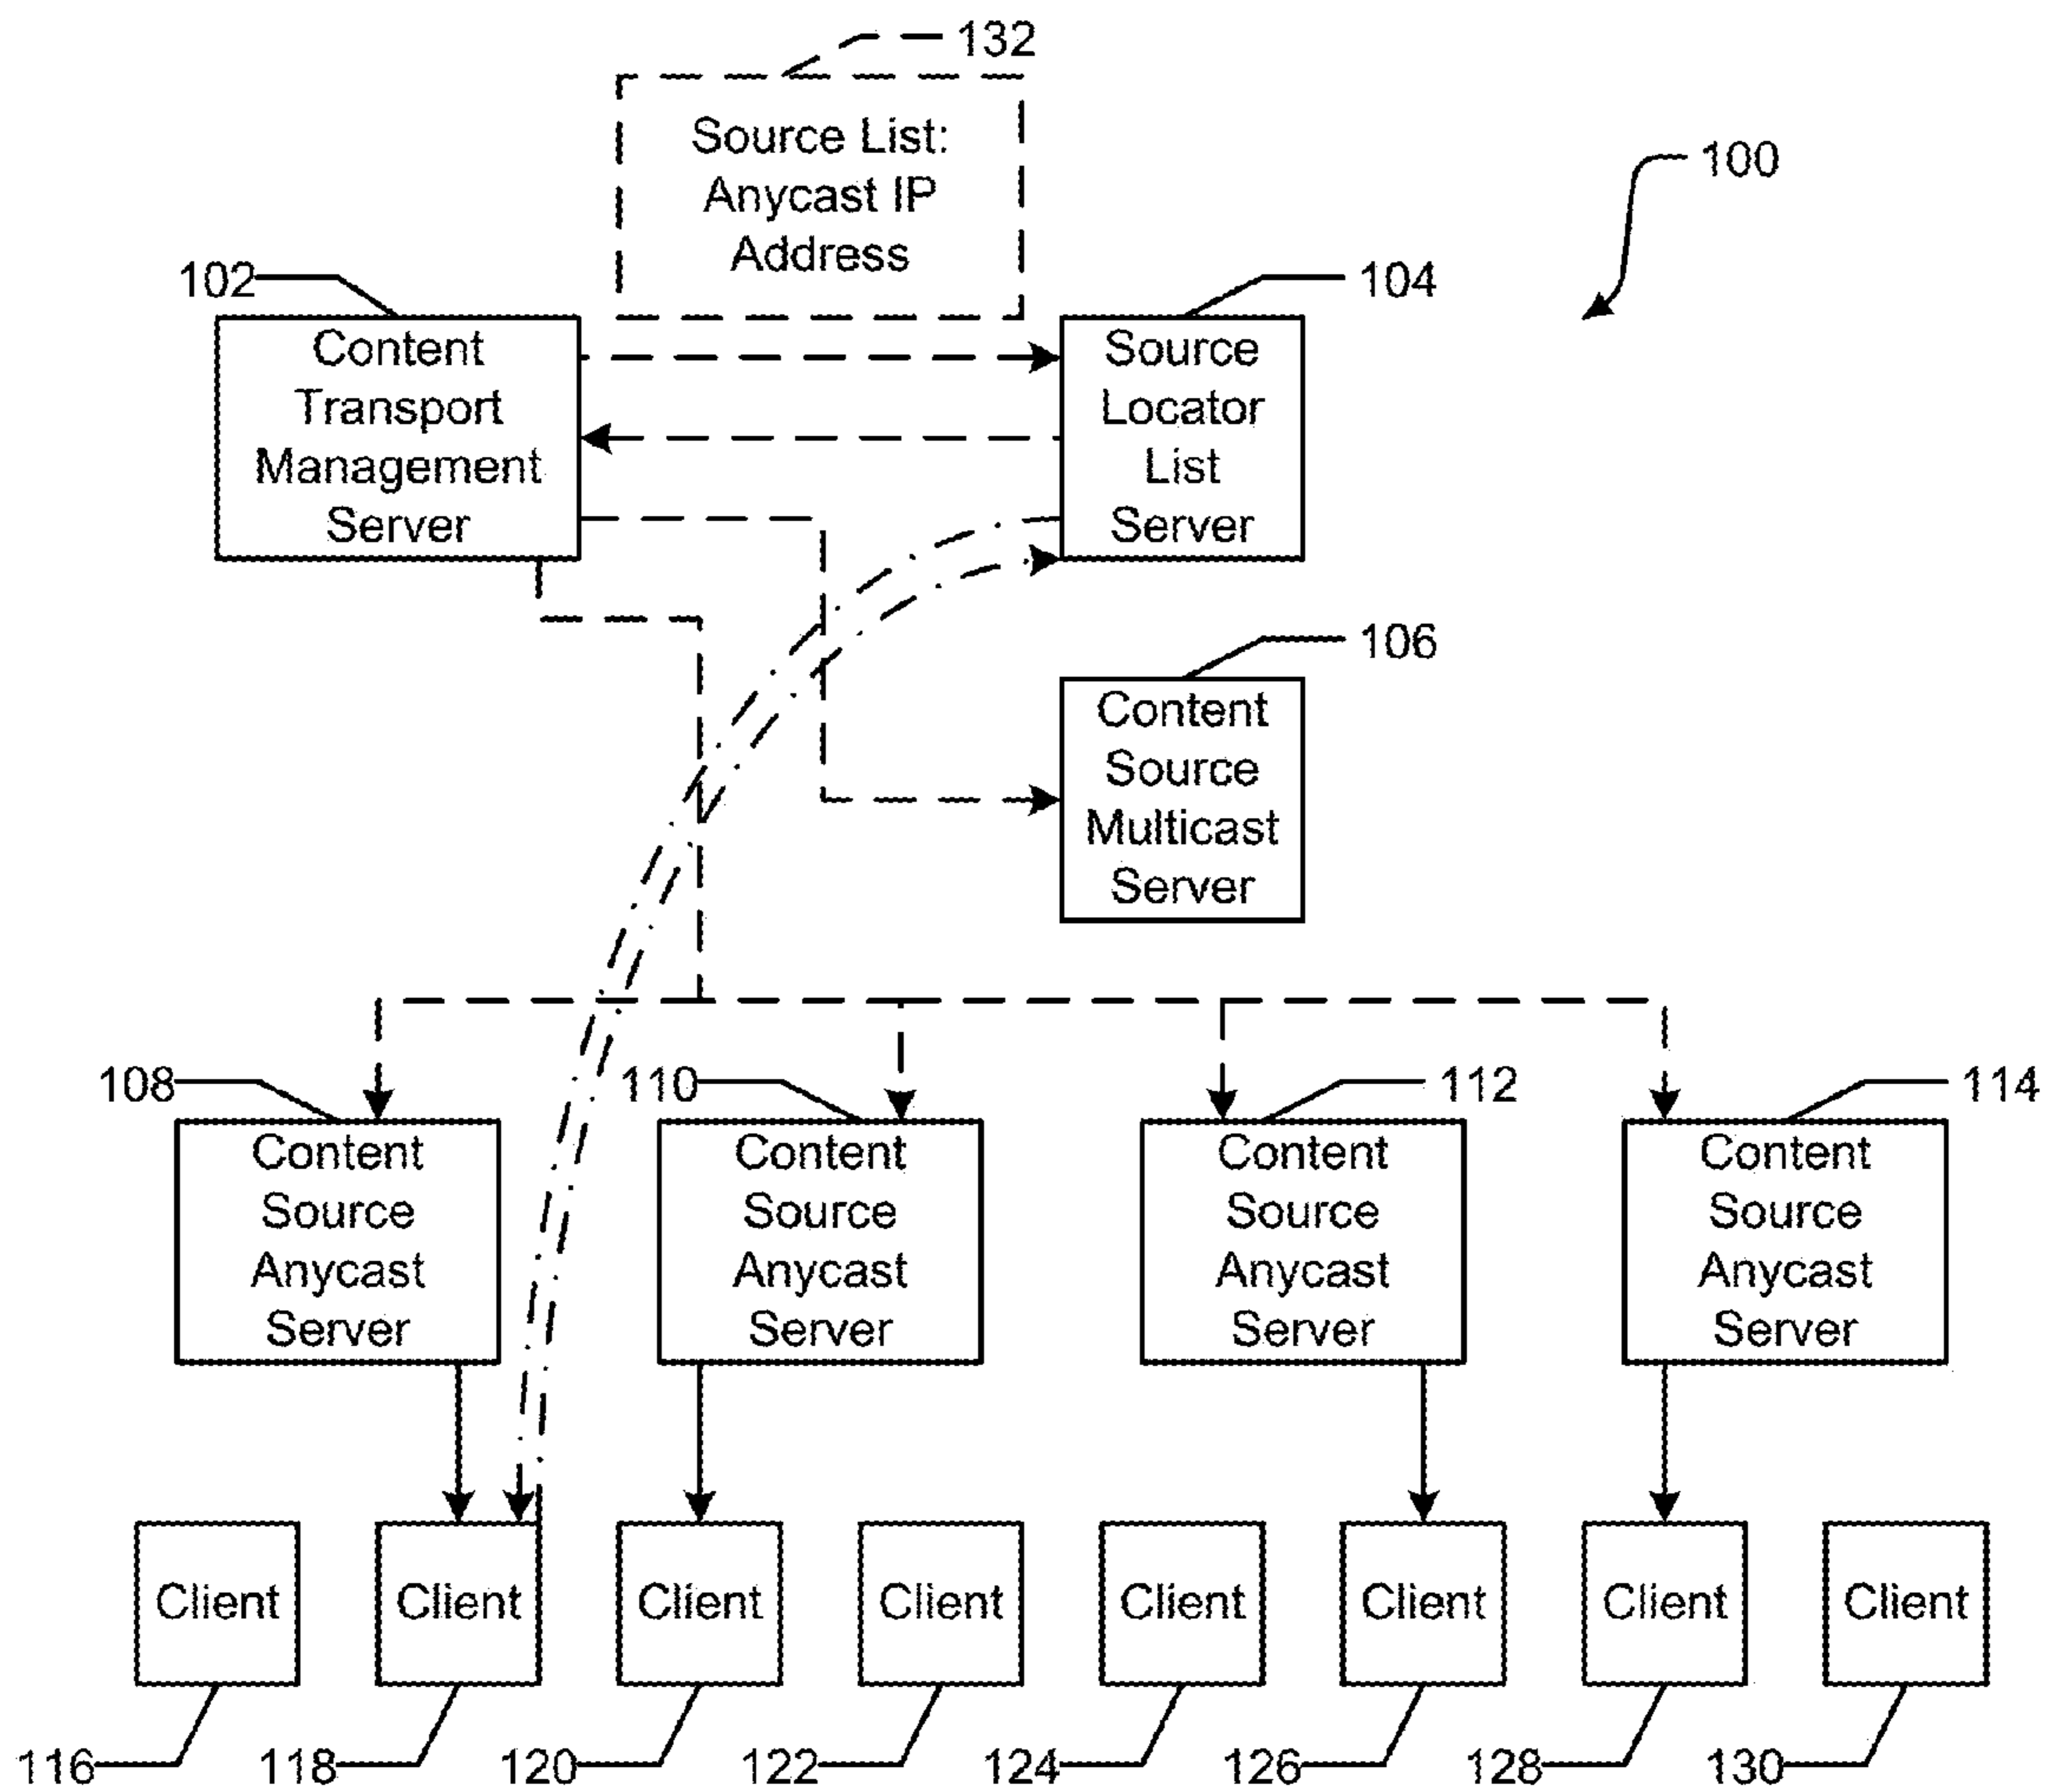 132
Source List:
Anycast IP
Address
100
102
104
Content
Transport
Management
Server
Source
Locator
List
Server
106
Content
Source
Multicast
Server
108
110
112
114
Content
Source
Anycast
Server
Content
Source
Anycast
Server
Content
Source
Anycast
Server
Content
Source
Anycast
Server
Client
Client
Client
Client
Client
Client
Client
Client
116
118
120
122
124
126
128
130